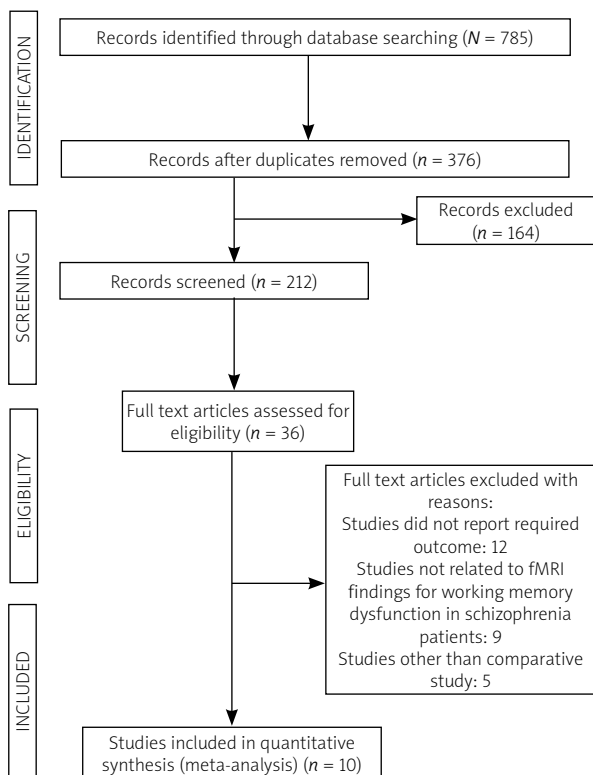 IDENTIFICATION
Records identified through database searching (N = 785)
Records after duplicates removed (n = 376)
Records excluded
(n = 164)
SCREENING
Records screened (n = 212)
Full text articles assessed for
eligibility (n = 36)
ELIGIBILITY
Full text articles excluded with
reasons:
Studies did not report required
outcome: 12
Studies not related to fMRI
findings for working memory
dysfunction in schizophrenia
patients: 9
Studies other than comparative
study: 5
INCLUDED
Studies included in quantitative
synthesis (meta-analysis) (n = 10)